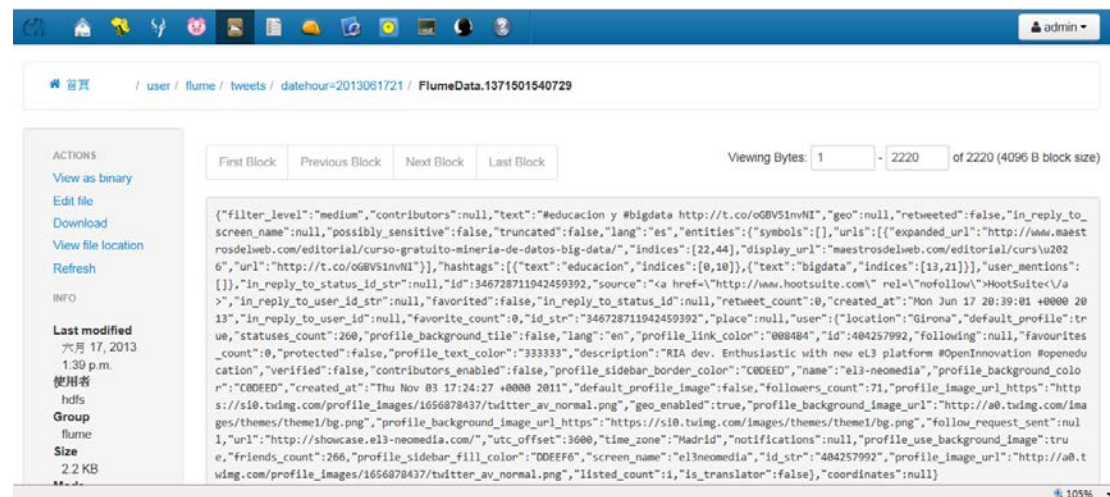 admin
首頁 / user / flume / tweets / datehour=2013061721 / FlumeData.1371501540729
ACTIONS
View as binary
Edit file
Download
View file location
Refresh
INFO
Last modified
六月 17, 2013
1:39 p.m.
使用者
hdfs
Group
flume
Size
2.2 KB
First Block Previous Block Next Block Last Block
Viewing Bytes: 1 - 2220 of 2220 (4096 B block size)
{"filter_level":"medium","contributors":null,"text":"#educacion y #bigdata http://t.co/oGBV51nvNI","geo":null,"retweeted":false,"in_reply_to_
screen_name":null,"possibly_sensitive":false,"truncated":false,"lang":"es","entities":{"symbols":[],"urls":[{"expanded_url":"http://www.maest
rosdelweb.com/editorial/curso-gratuito-mineria-de-datos-big-data/","indices":[22,44],"display_url":"maestrosdelweb.com/editorial/curs\u202
6","url":"http://t.co/oGBV51nvNI"}],"hashtags":[{"text":"educacion","indices":[0,10]},{"text":"bigdata","indices":[13,21]}],"user_mentions":
[]},"in_reply_to_status_id_str":null,"id":346728711942459392,"source":"<a href=\"http://www.hootsuite.com\" rel=\"nofollow\">HootSuite<\/a
>","in_reply_to_user_id_str":null,"favorited":false,"in_reply_to_status_id":null,"retweet_count":0,"created_at":"Mon Jun 17 20:39:01 +0000 20
13","in_reply_to_user_id":null,"favorite_count":0,"id_str":"346728711942459392","place":null,"user":{"location":"Girona","default_profile":tr
ue,"statuses_count":260,"profile_background_tile":false,"lang":"en","profile_link_color":"0084B4","id":404257992,"following":null,"favourites
_count":0,"protected":false,"profile_text_color":"333333","description":"RIA dev. Enthusiastic with new eL3 platform #OpenInnovation #openedu
cation","verified":false,"contributors_enabled":false,"profile_sidebar_border_color":"C0DEED","name":"el3-neomedia","profile_background_colo
r":"C0DEED","created_at":"Thu Nov 03 17:24:27 +0000 2011","default_profile_image":false,"followers_count":71,"profile_image_url_https":"http
s://si0.twimg.com/profile_images/1656878437/twitter_av_normal.png","geo_enabled":true,"profile_background_image_url":"http://a0.twimg.com/ima
ges/themes/theme1/bg.png","profile_background_image_url_https":"https://si0.twimg.com/images/themes/theme1/bg.png","follow_request_sent":nul
l,"url":"http://showcase.el3-neomedia.com/","utc_offset":3600,"time_zone":"Madrid","notifications":null,"profile_use_background_image":tru
e,"friends_count":266,"profile_sidebar_fill_color":"DDEEF6","screen_name":"el3neomedia","id_str":"404257992","profile_image_url":"http://a0.t
wimg.com/profile_images/1656878437/twitter_av_normal.png","listed_count":1,"is_translator":false},"coordinates":null}
105%